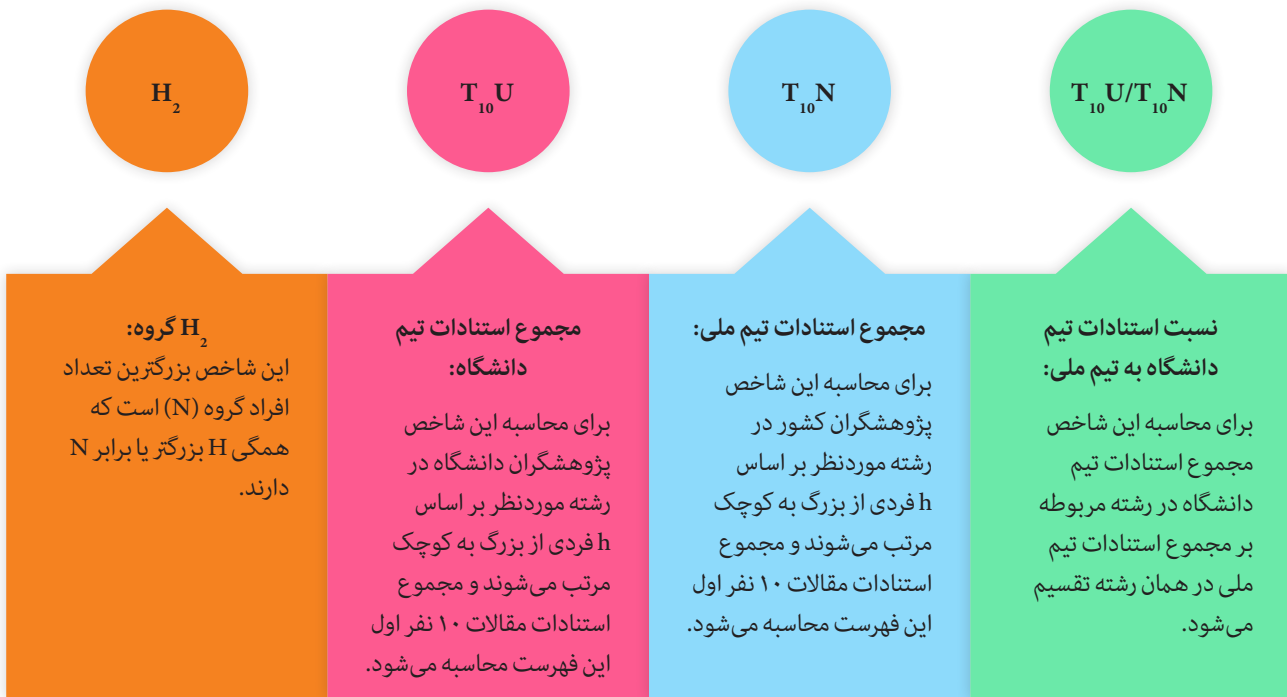 T₁₀U/T₁₀N
نسبت استنادات تیم
دانشگاه به تیم ملی:
برای محاسبه این شاخص
مجموع استنادات تیم
دانشگاه در رشته مربوطه
بر مجموع استنادات تیم
ملی در همان رشته تقسیم
می‌شود.
T₁₀N
مجموع استنادات تیم ملی:
برای محاسبه این شاخص
پژوهشگران کشور در
رشته موردنظر بر اساس
h فردی از بزرگ به کوچک
مرتب می‌شوند و مجموع
استنادات مقالات ۱۰ نفر اول
این فهرست محاسبه می‌شود.
T₁₀U
مجموع استنادات تیم
دانشگاه:
برای محاسبه این شاخص
پژوهشگران دانشگاه در
رشته موردنظر بر اساس
h فردی از بزرگ به کوچک
مرتب می‌شوند و مجموع
استنادات مقالات ۱۰ نفر اول
این فهرست محاسبه می‌شود.
H₂
H₂ گروه:
این شاخص بزرگترین تعداد
افراد گروه (N) است که
همگی H بزرگتر یا برابر N
دارند.